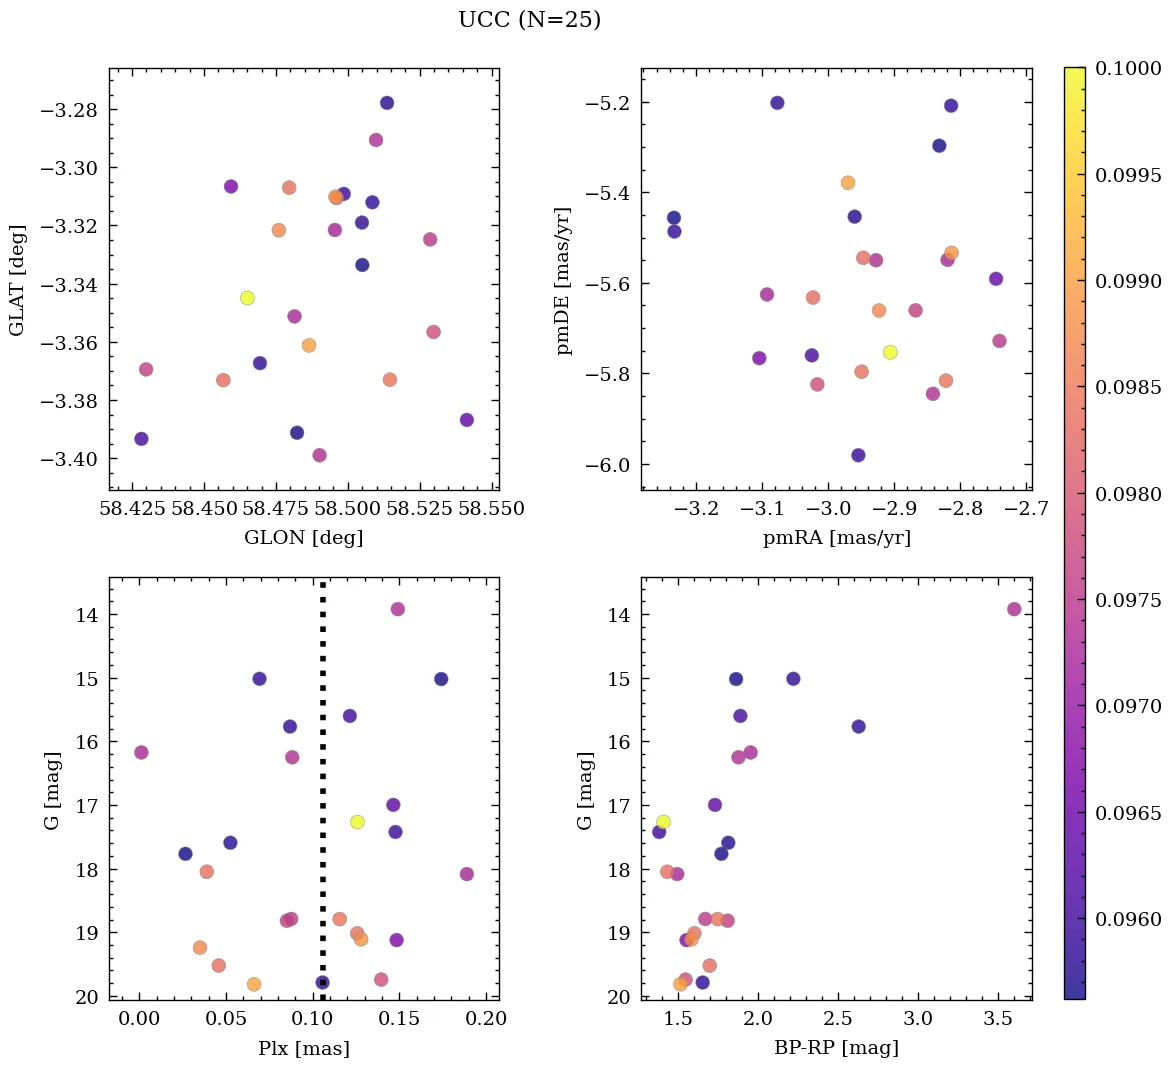 UCC (N=25)
−3.28
−3.30
−3.32
−3.34
−3.36
−3.38
−3.40
GLAT [deg]
58.425 58.450 58.475 58.500 58.525 58.550
GLON [deg]
−5.2
−5.4
−5.6
−5.8
−6.0
pmDE [mas/yr]
−3.2 −3.1 −3.0 −2.9 −2.8 −2.7
pmRA [mas/yr]
14
15
16
17
18
19
20
G [mag]
0.00 0.05 0.10 0.15 0.20
Plx [mas]
14
15
16
17
18
19
20
G [mag]
1.5 2.0 2.5 3.0 3.5
BP-RP [mag]
0.1000
0.0995
0.0990
0.0985
0.0980
0.0975
0.0970
0.0965
0.0960